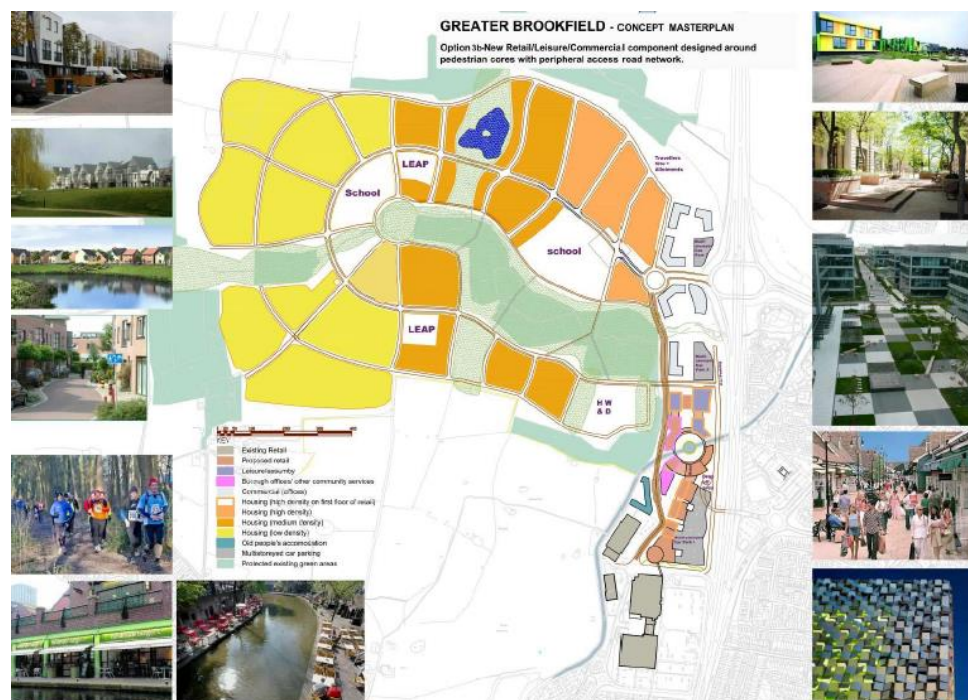 GREATER BROOKFIELD - CONCEPT MASTERPLAN
Option 3b-New Retail/Leisure/Commercial component designed around
pedestrian cores with peripheral access road network.
LEAP
School
Travellers
Site +
Allotments
school
LEAP
H W
& D
KEY
Existing Retail
Proposed retail
Leisure/assembly
Borough offices/ other community services
Commercial (offices)
Housing (high density on first floor of retail)
Housing (high density)
Housing (medium density)
Housing (low density)
Old people's accomodation
Multistoreyed car parking
Protected existing green areas